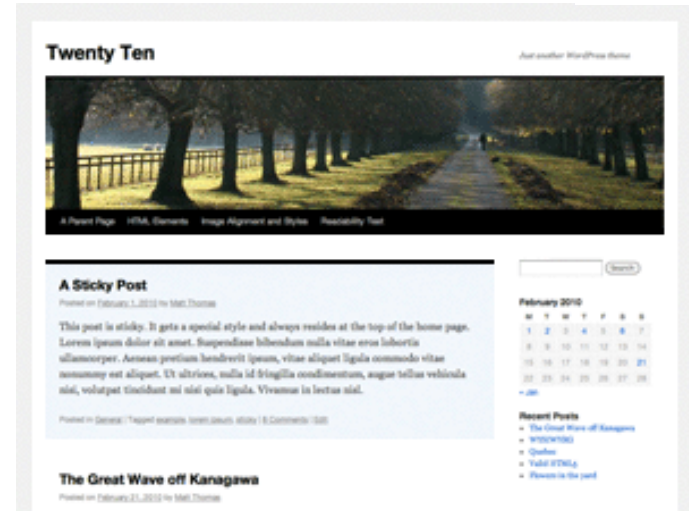 Twenty Ten
Just another WordPress theme
A Parent Page HTML Elements Image Alignment and Styles Readability Test
A Sticky Post
Posted on February 1, 2010 by Matt Thomas
This post is sticky. It gets a special style and always resides at the top of the home page.
Lorem ipsum dolor sit amet. Suspendisse bibendum nulla vitae eros lobortis
ullamcorper. Aenean pretium hendrerit ipsum, vitae aliquet ligula commodo vitae
nonummy est aliquet. Ut ultrices, nulla id fringilla condimentum, augue tellus vehicula
nisi, volutpat tincidunt mi nisi quis ligula. Vivamus in lectus nisl.
Posted in General | Tagged example, lorem ipsum, sticky | 8 Comments | Edit
The Great Wave off Kanagawa
Posted on February 21, 2010 by Matt Thomas
Search
February 2010
M T W T F S S
1 2 3 4 5 6 7
8 9 10 11 12 13 14
15 16 17 18 19 20 21
22 23 24 25 26 27 28
« Jan
Recent Posts
The Great Wave off Kanagawa
WYSIWYG
Quebec
Valid HTML5
Flowers in the yard